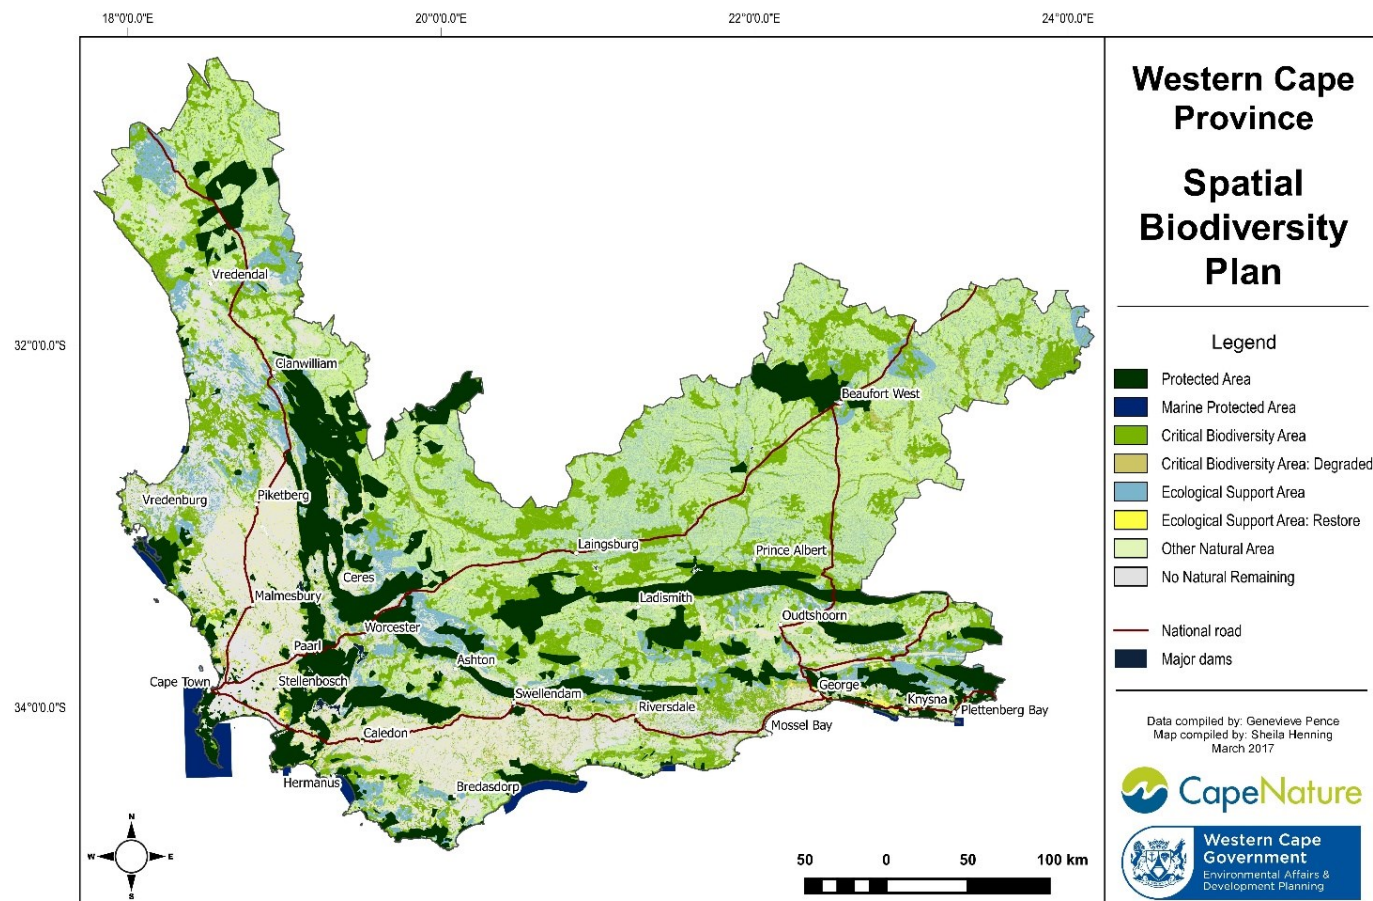 18°0'0.0"E
20°0'0.0"E
22°0'0.0"E
24°0'0.0"E
32°0'0.0"S
34°0'0.0"S
Vredendal
Clanwilliam
Beaufort West
Vredenburg
Piketberg
Laingsburg
Prince Albert
Ceres
Malmesbury
Ladismith
Oudtshoorn
Worcester
Paarl
Ashton
Cape Town
Stellenbosch
Swellendam
George
Knysna
Riversdale
Plettenberg Bay
Mossel Bay
Caledon
Hermanus
Bredasdorp
N
W
E
S
50
0
50
100 km
Western Cape
Province
Spatial
Biodiversity
Plan
Legend
Protected Area
Marine Protected Area
Critical Biodiversity Area
Critical Biodiversity Area: Degraded
Ecological Support Area
Ecological Support Area: Restore
Other Natural Area
No Natural Remaining
National road
Major dams
Data compiled by: Genevieve Pence
Map compiled by: Sheila Henning
March 2017
CapeNature
Western Cape
Government
Environmental Affairs &
Development Planning